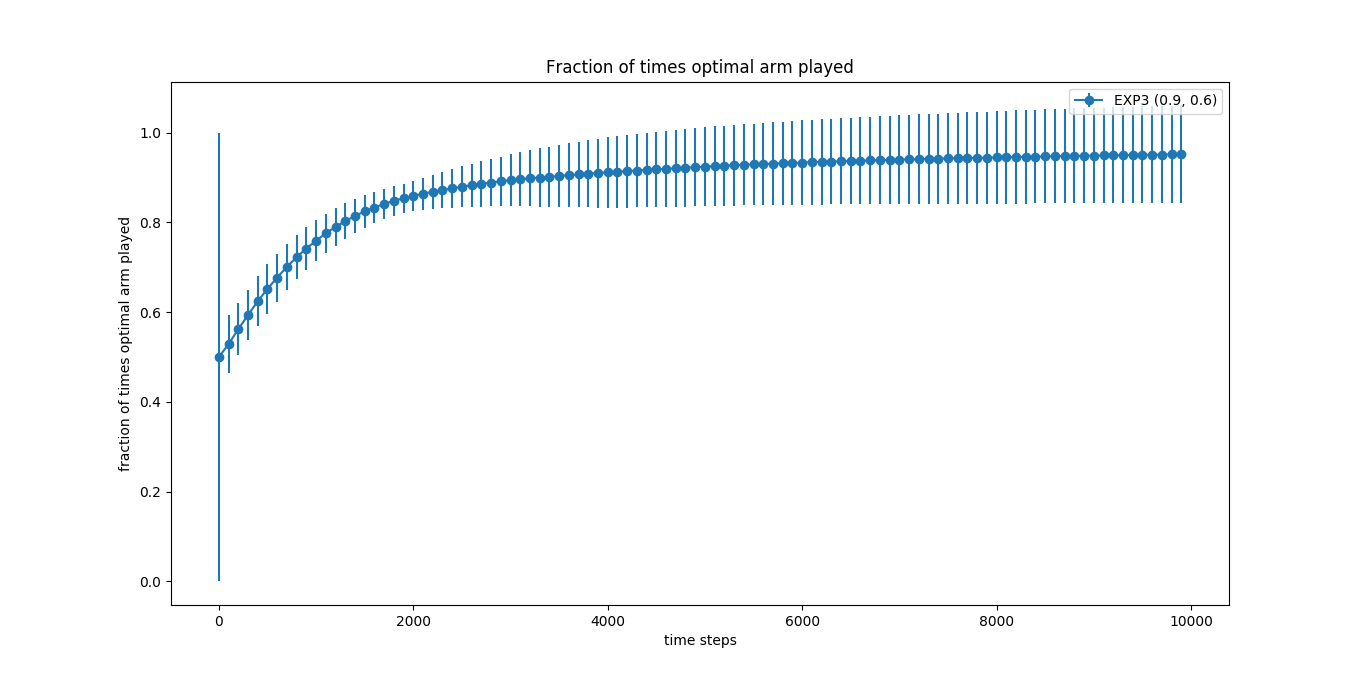 Fraction of times optimal arm played
EXP3 (0.9, 0.6)
fraction of times optimal arm played
1.0
0.8
0.6
0.4
0.2
0.0
0 2000 4000 6000 8000 10000
time steps